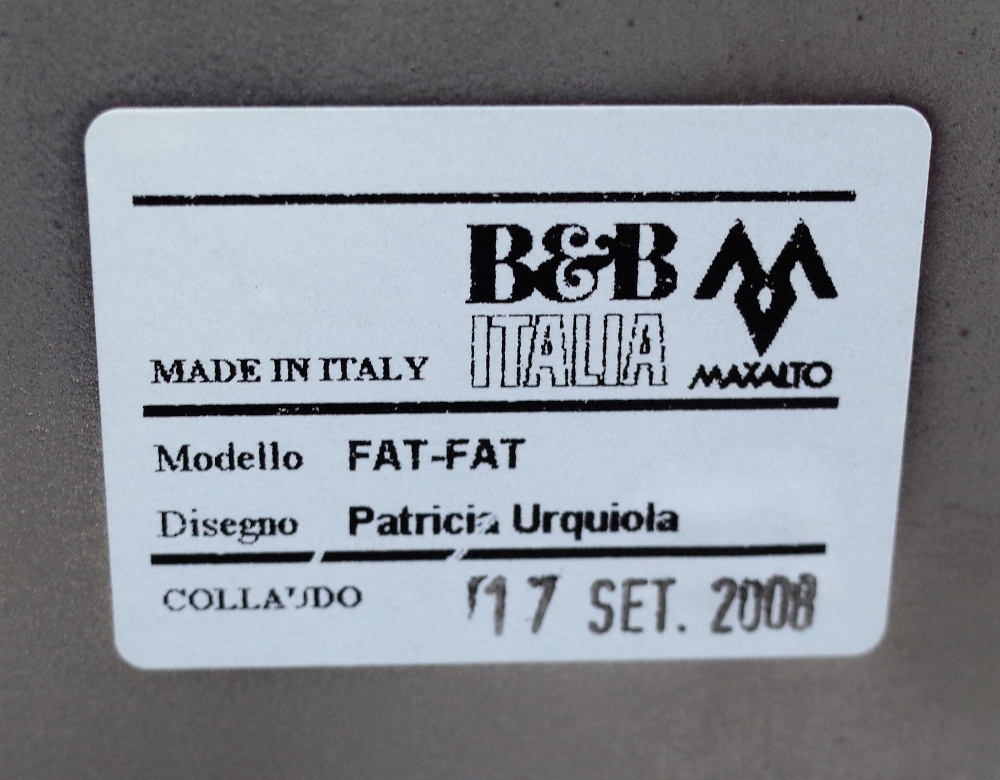 B&B
ITALIA
MAXALTO
MADE IN ITALY
Modello FAT-FAT
Disegno Patricia Urquiola
COLLAUDO 17 SET. 2008